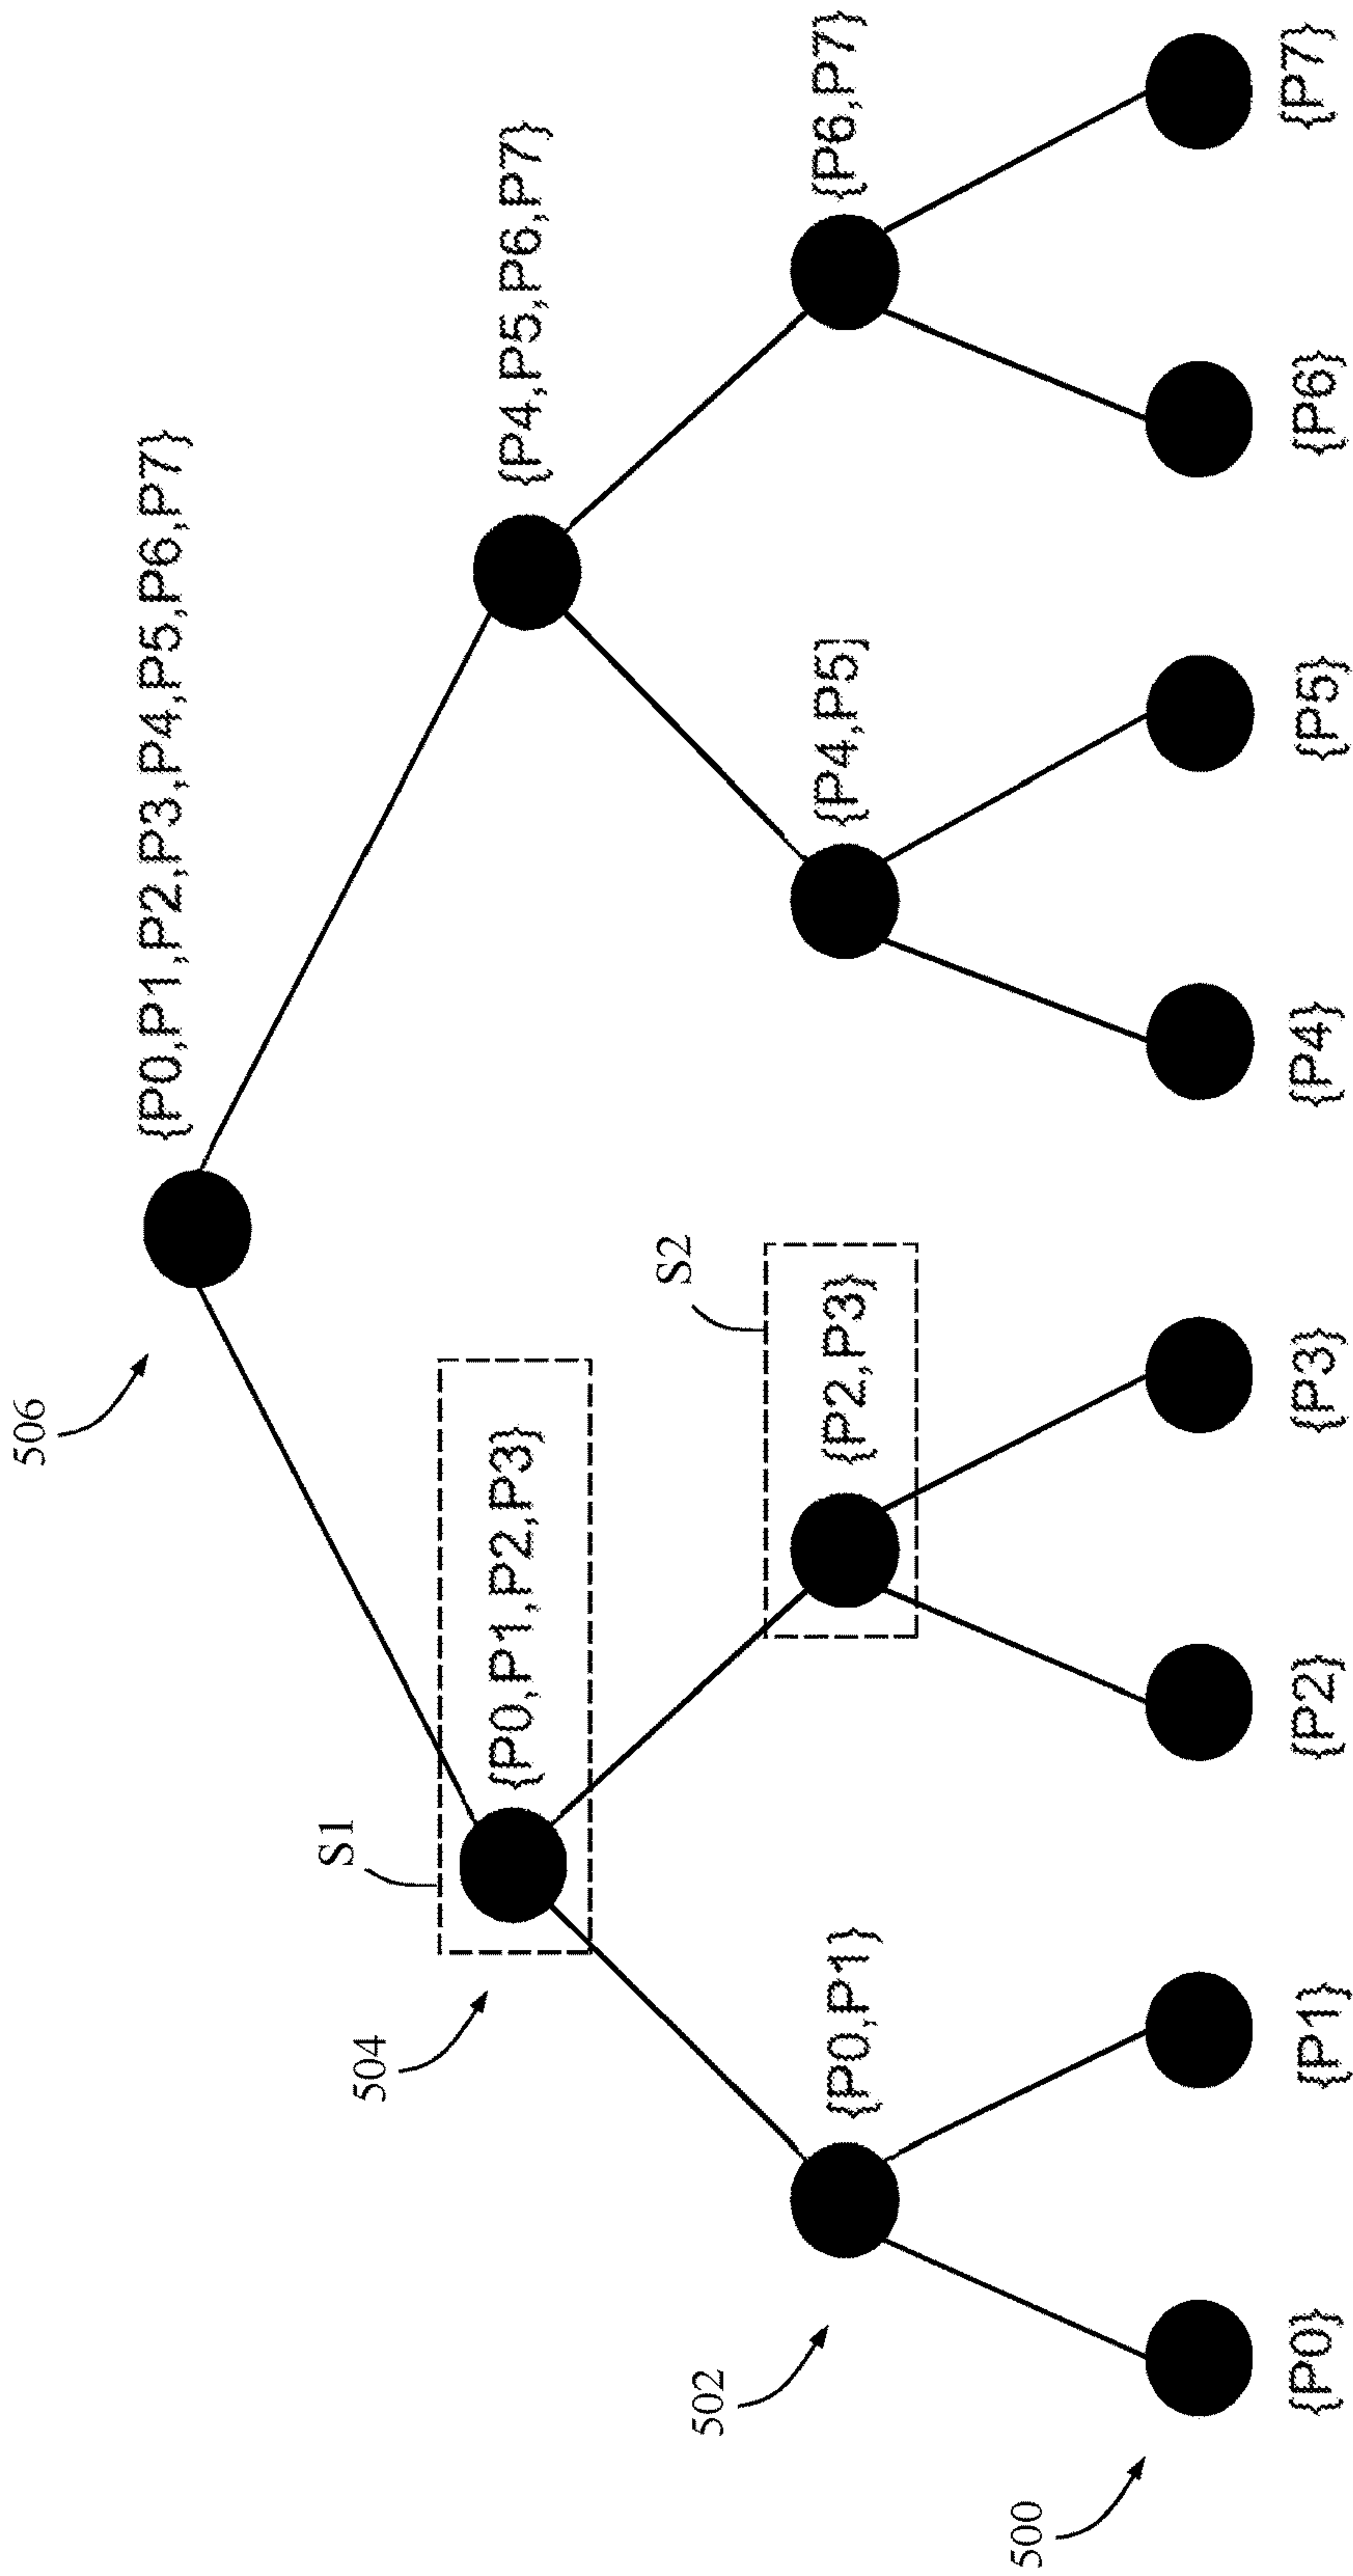 506
{P0,P1,P2,P3,P4,P5,P6,P7}
S1
504
{P0,P1,P2,P3}
{P4,P5,P6,P7}
S2
502
{P0,P1}
{P2,P3}
{P4,P5}
{P6,P7}
500
{P0}
{P1}
{P2}
{P3}
{P4}
{P5}
{P6}
{P7}